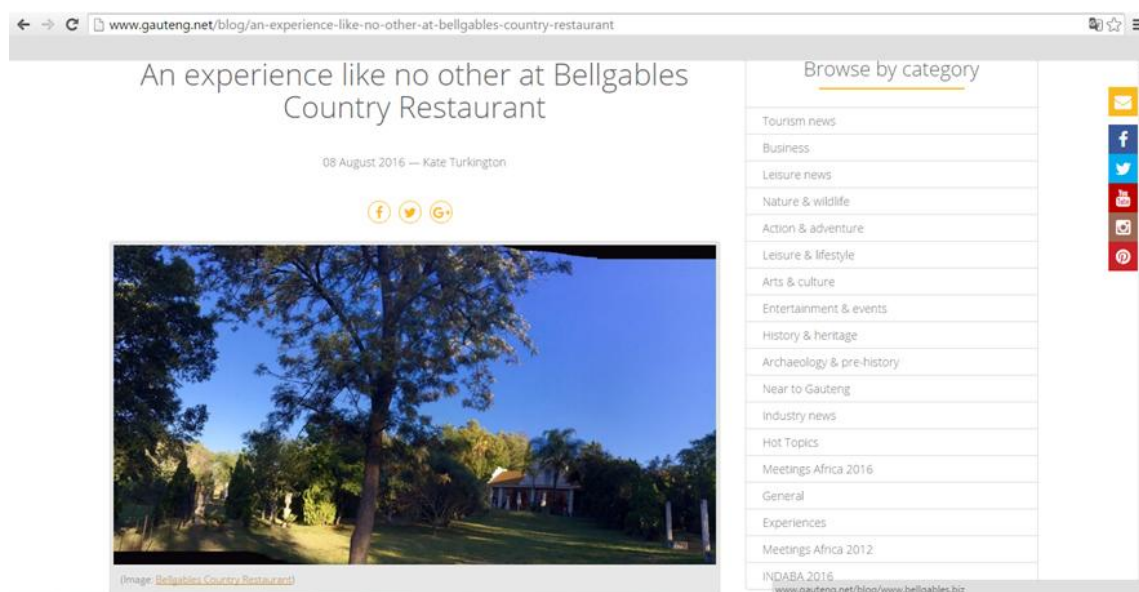 www.gauteng.net/blog/an-experience-like-no-other-at-bellgables-country-restaurant
An experience like no other at Bellgables
Country Restaurant
08 August 2016 — Kate Turkington
(Image: Bellgables Country Restaurant)
Browse by category
Tourism news
Business
Leisure news
Nature & wildlife
Action & adventure
Leisure & lifestyle
Arts & culture
Entertainment & events
History & heritage
Archaeology & pre-history
Near to Gauteng
Industry news
Hot Topics
Meetings Africa 2016
General
Experiences
Meetings Africa 2012
INDABA 2016
www.gauteng.net/blog/www.bellgables.biz